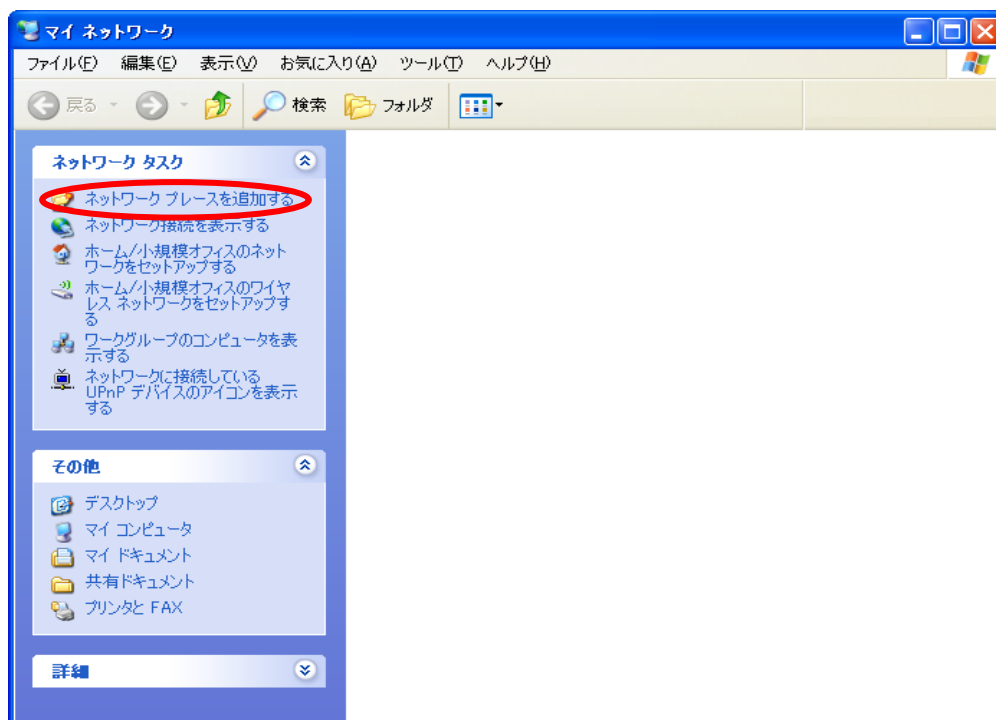 マイ ネットワーク
ファイル(F) 編集(E) 表示(V) お気に入り(A) ツール(T) ヘルプ(H)
戻る 検索 フォルダ
ネットワーク タスク
ネットワーク プレースを追加する
ネットワーク接続を表示する
ホーム/小規模オフィスのネット
ワークをセットアップする
ホーム/小規模オフィスのワイヤ
レス ネットワークをセットアップす
る
ワークグループのコンピュータを表
示する
ネットワークに接続している
UPnP デバイスのアイコンを表示
する
その他
デスクトップ
マイ コンピュータ
マイ ドキュメント
共有ドキュメント
プリンタと FAX
詳細